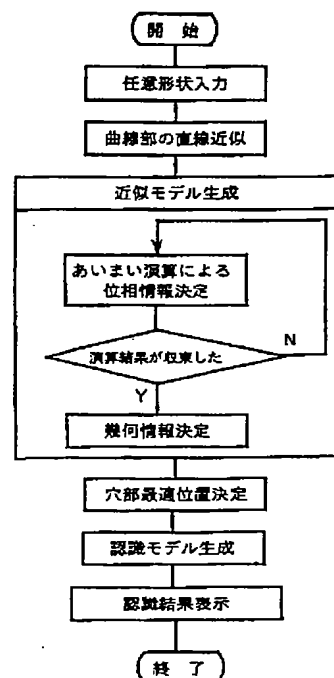 開 始
任意形状入力
曲線部の直線近似
近似モデル生成
あいまい演算による
位相情報決定
演算結果が収束した
N
Y
幾何情報決定
穴部最適位置決定
認識モデル生成
認識結果表示
終 了